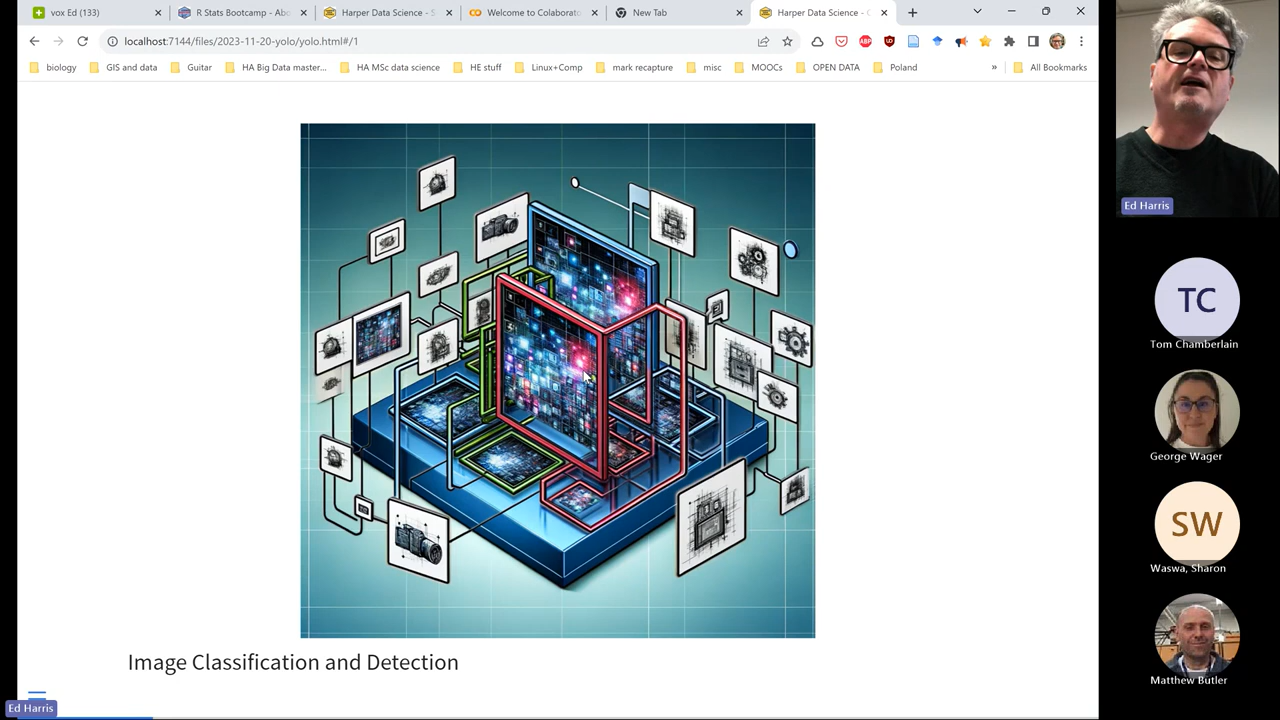 vox Ed (133)
R Stats Bootcamp - Abo
Harper Data Science - S
Welcome to Colaborato
New Tab
Harper Data Science - C
localhost:7144/files/2023-11-20-yolo/yolo.html#/1
ABP
biology
GIS and data
Guitar
HA Big Data master...
HA MSc data science
HE stuff
Linux+Comp
mark recapture
misc
MOOCs
OPEN DATA
Poland
»
All Bookmarks
Image Classification and Detection
Ed Harris
Ed Harris
TC
Tom Chamberlain
George Wager
SW
Waswa, Sharon
Matthew Butler